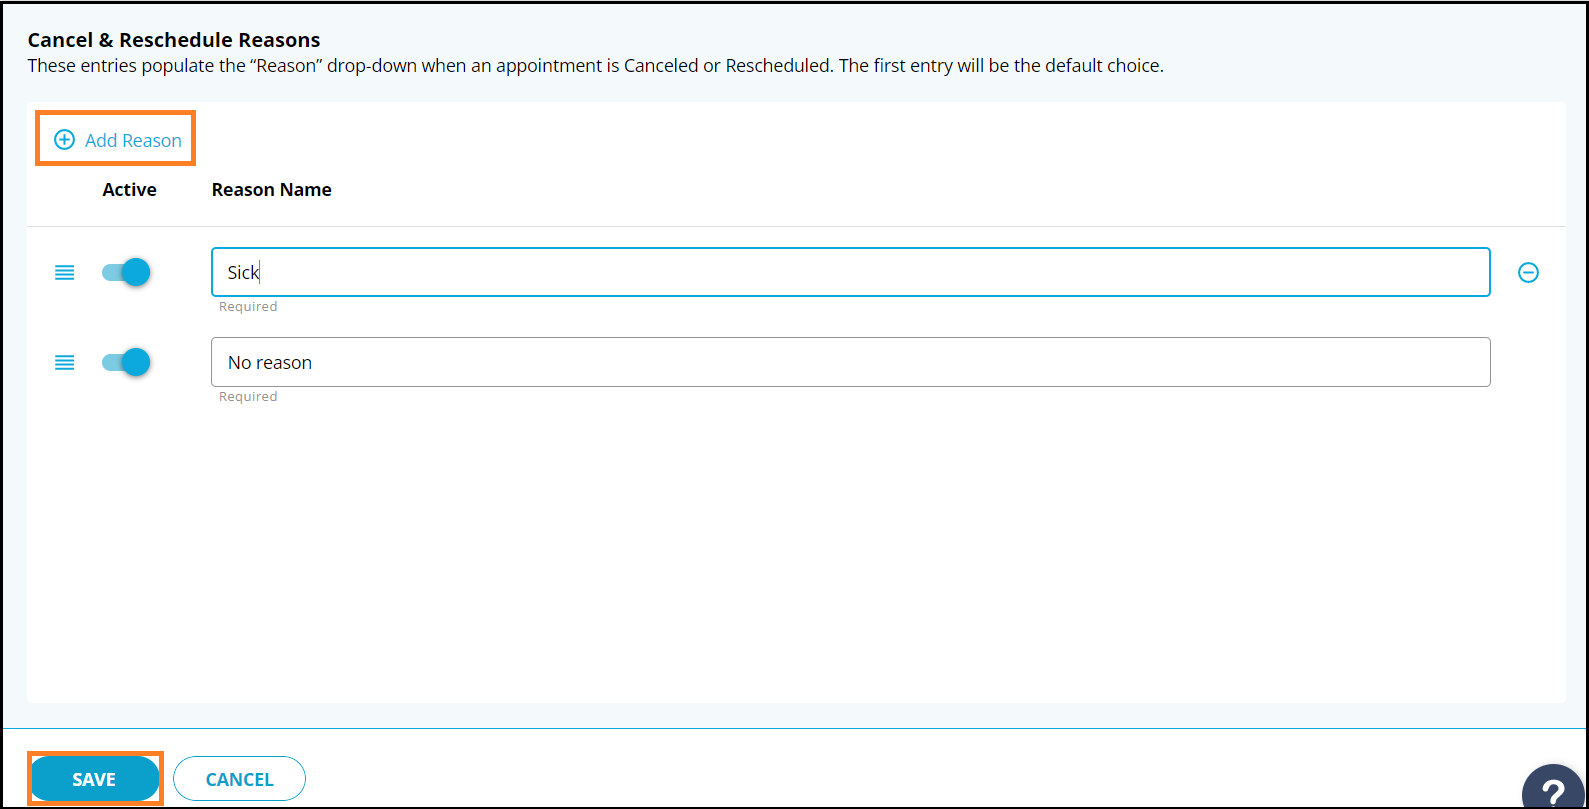 Cancel & Reschedule Reasons
These entries populate the “Reason” drop-down when an appointment is Canceled or Rescheduled. The first entry will be the default choice.
Add Reason
Active Reason Name
Sick
Required
No reason
Required
SAVE CANCEL
?